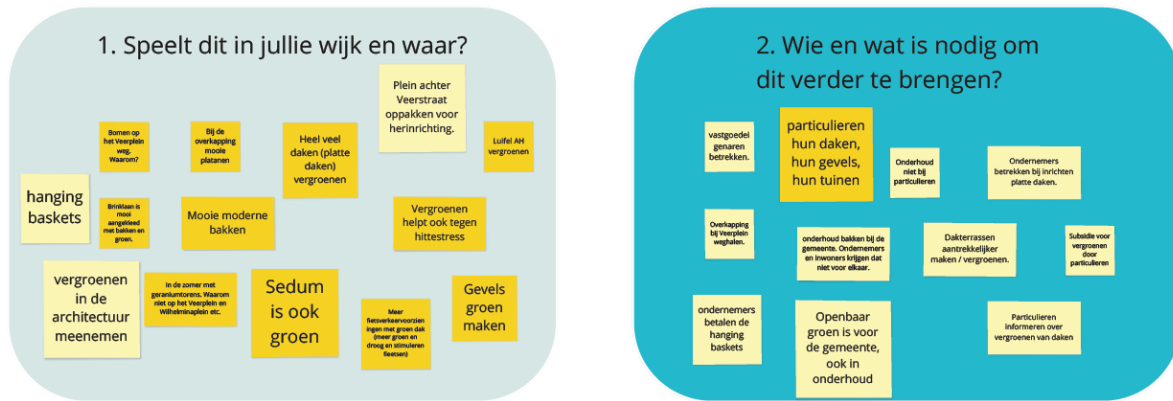 1. Speelt dit in jullie wijk en waar?
Plein achter
Veerstraat
oppakken voor
herinrichting.
Bomen op
het Veerplein
weg.
Waarom?
Bij de
overkapping
mooie
platanen
Heel veel
daken (platte
daken)
vergroenen
Luifel AH
vergroenen
hanging
baskets
Brinklaan is
mooi
aangekleed
met bakken en
groen.
Mooie moderne
bakken
Vergroenen
helpt ook tegen
hittestress
vergroenen
in de
architectuur
meenemen
In de zomer met
geraniumtorens. Waarom
niet op het Veerplein en
Wilhelminaplein etc.
Sedum
is ook
groen
Meer
fietsverkeervoorzien
ingen met groen dak
(meer groen en
droog en stimuleren
fleetsen)
Gevels
groen
maken
2. Wie en wat is nodig om
dit verder te brengen?
vastgoedei
genaren
betrekken.
particulieren
hun daken,
hun gevels,
hun tuinen
Onderhoud
niet bij
particulieren
Ondernemers
betrekken bij inrichten
platte daken.
Overkapping
bij Veerplein
weghalen.
onderhoud bakken bij de
gemeente. Ondernemers
en inwoners krijgen dat
niet voor elkaar.
Dakterrassen
aantrekkelijker
maken / vergroenen.
Subsidie voor
vergroenen
door
particulieren
ondernemers
betalen de
hanging
baskets
Openbaar
groen is voor
de gemeente,
ook in
onderhoud
Particulieren
informeren over
vergroenen van daken